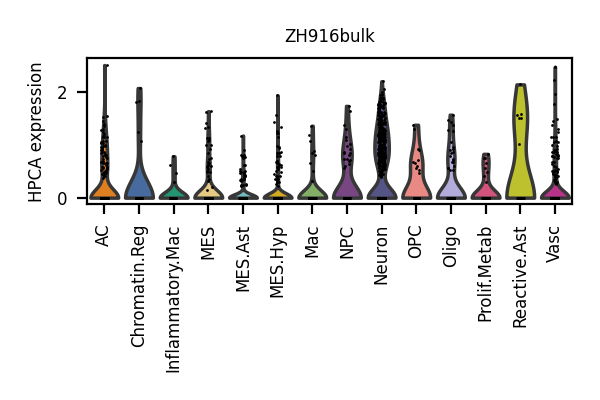 ZH916bulk
HPCA expression
2
0
AC
Chromatin.Reg
Inflammatory.Mac
MES
MES.Ast
MES.Hyp
Mac
NPC
Neuron
OPC
Oligo
Prolif.Metab
Reactive.Ast
Vasc